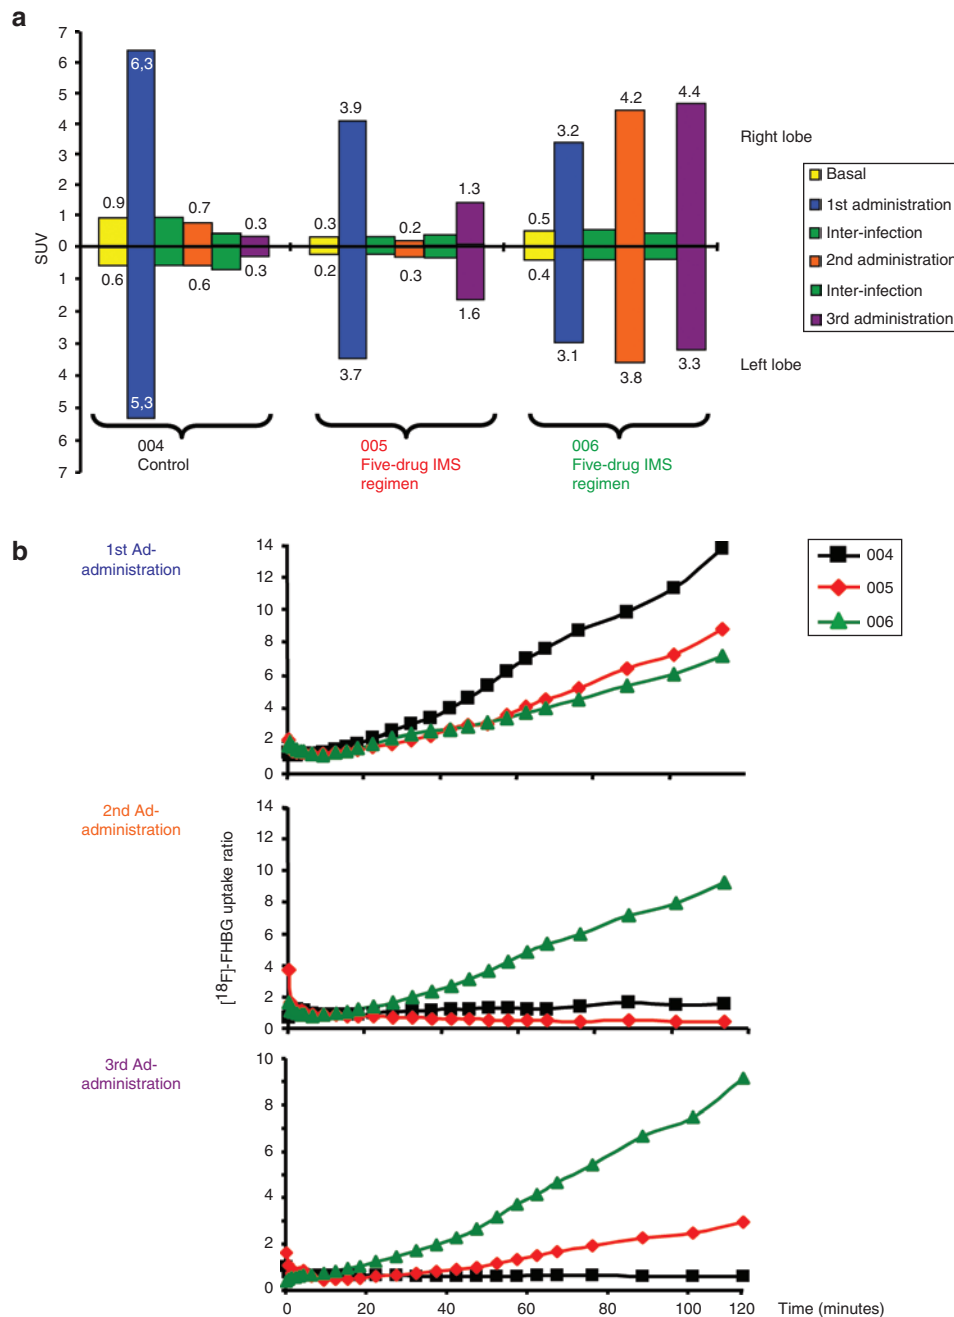 a
7
6
5
4
3
2
1
0
1
2
3
4
5
6
7
SUV
0.9
6,3
0.7
0.3
0.6
5,3
0.6
0.3
0.3
3.9
0.2
1.3
0.2
3.7
0.3
1.6
0.5
3.2
4.2
4.4
0.4
3.1
3.8
3.3
Right lobe
Left lobe
Basal
1st administration
Inter-infection
2nd administration
Inter-infection
3rd administration
004
Control
005
Five-drug IMS
regimen
006
Five-drug IMS
regimen
b
1st Ad-
administration
14
12
10
8
6
4
2
0
004
005
006
2nd Ad-
administration
[18F]-FHBG uptake ratio
14
12
10
8
6
4
2
0
3rd Ad-
administration
10
8
6
4
2
0
0 20 40 60 80 100 120 Time (minutes)